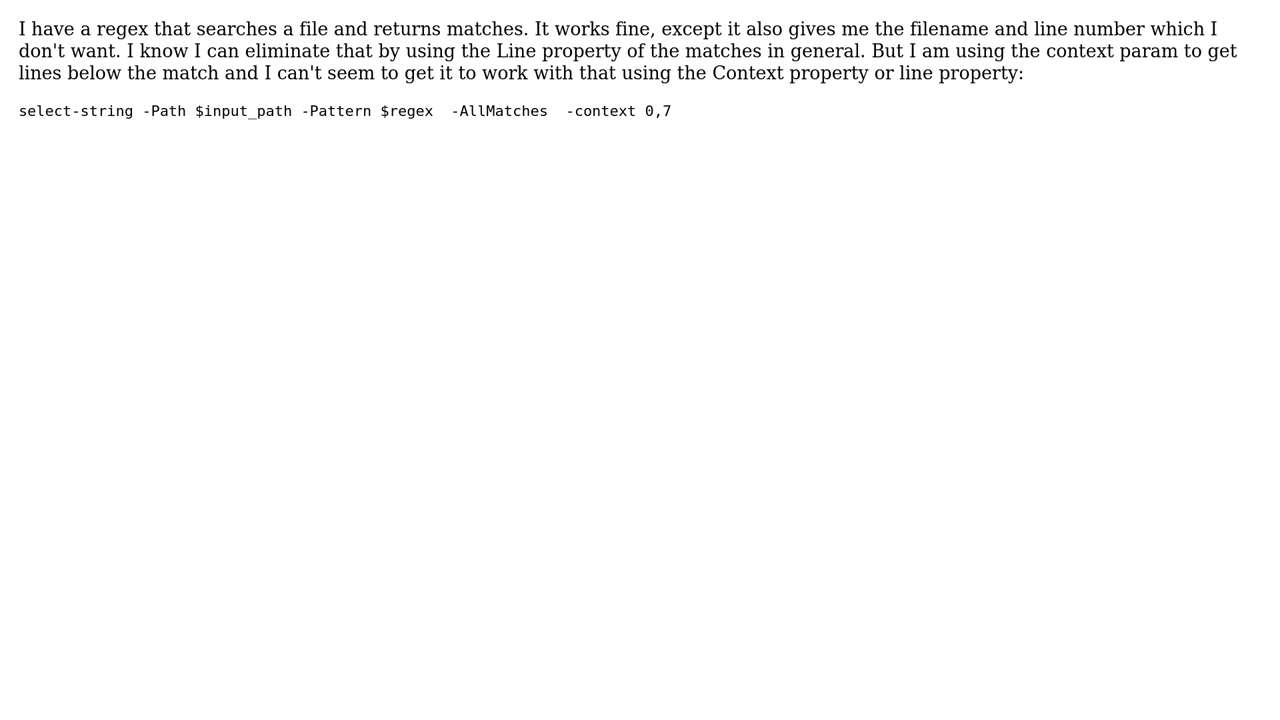 I have a regex that searches a file and returns matches. It works fine, except it also gives me the filename and line number which I
don't want. I know I can eliminate that by using the Line property of the matches in general. But I am using the context param to get
lines below the match and I can't seem to get it to work with that using the Context property or line property:
select-string -Path $input_path -Pattern $regex  -AllMatches  -context 0,7